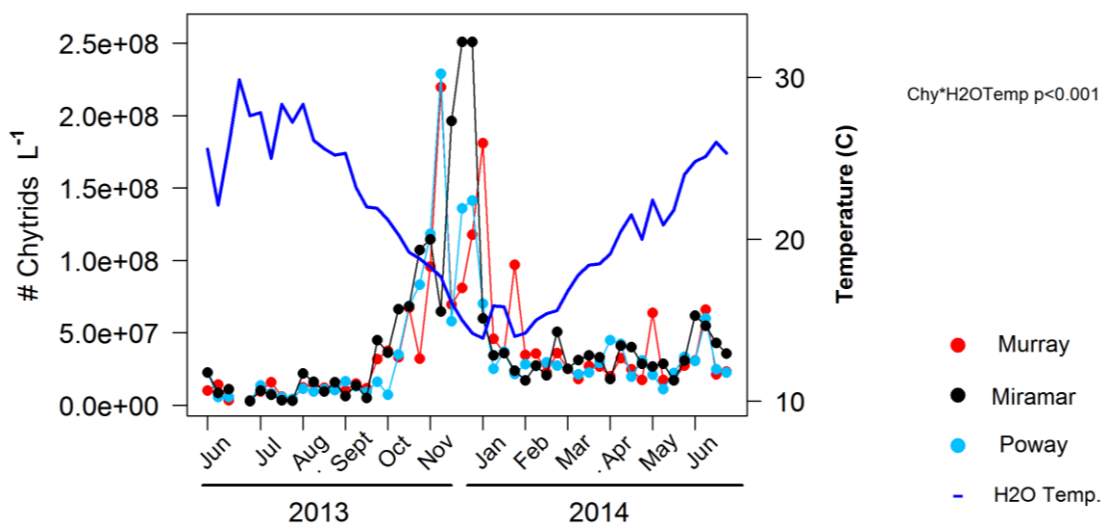 # Chytrids L⁻¹
2.5e+08
2.0e+08
1.5e+08
1.0e+08
5.0e+07
0.0e+00
30
20
10
Temperature (C)
Jun
Jul
Aug
Sept
Oct
Nov
Jan
Feb
Mar
.Apr
May
Jun
2013
2014
Chy*H2OTemp p<0.001
Murray
Miramar
Poway
H2O Temp.